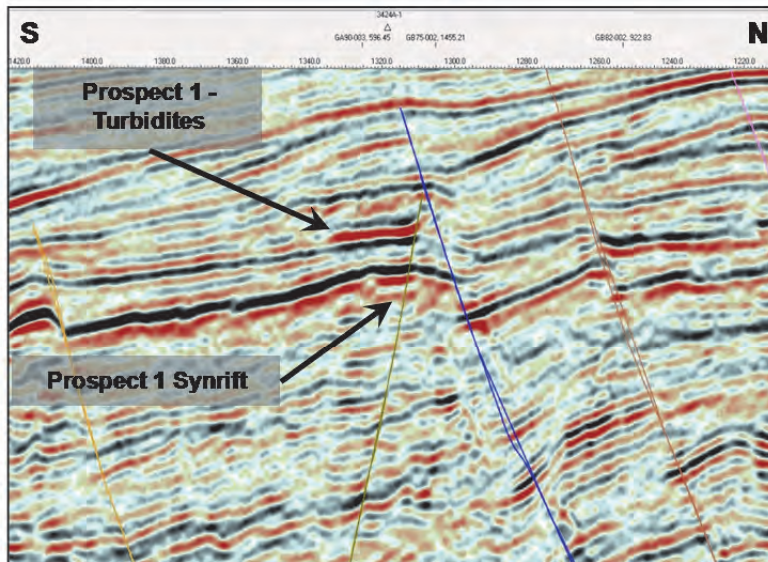 S
N
3424A-1
GA90-003, 596.45 GB75-002, 1455.21 GB82-002, 922.83
1420.0 1400.0 1380.0 1360.0 1340.0 1320.0 1300.0 1280.0 1260.0 1240.0 1220.0
Prospect 1 -
Turbidites
Prospect 1 Synrift